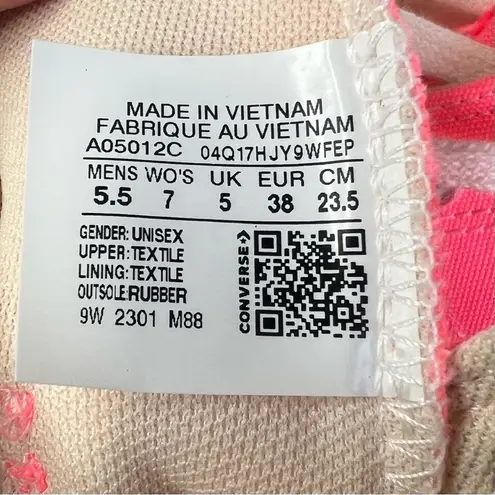 MADE IN VIETNAM
FABRIQUE AU VIETNAM
A05012C 04Q17HJY9WFEP
MENS WO'S UK EUR CM
5.5 7 5 38 23.5
GENDER: UNISEX
UPPER: TEXTILE
LINING: TEXTILE
OUTSOLE: RUBBER
9W 2301 M88
CONVERSE